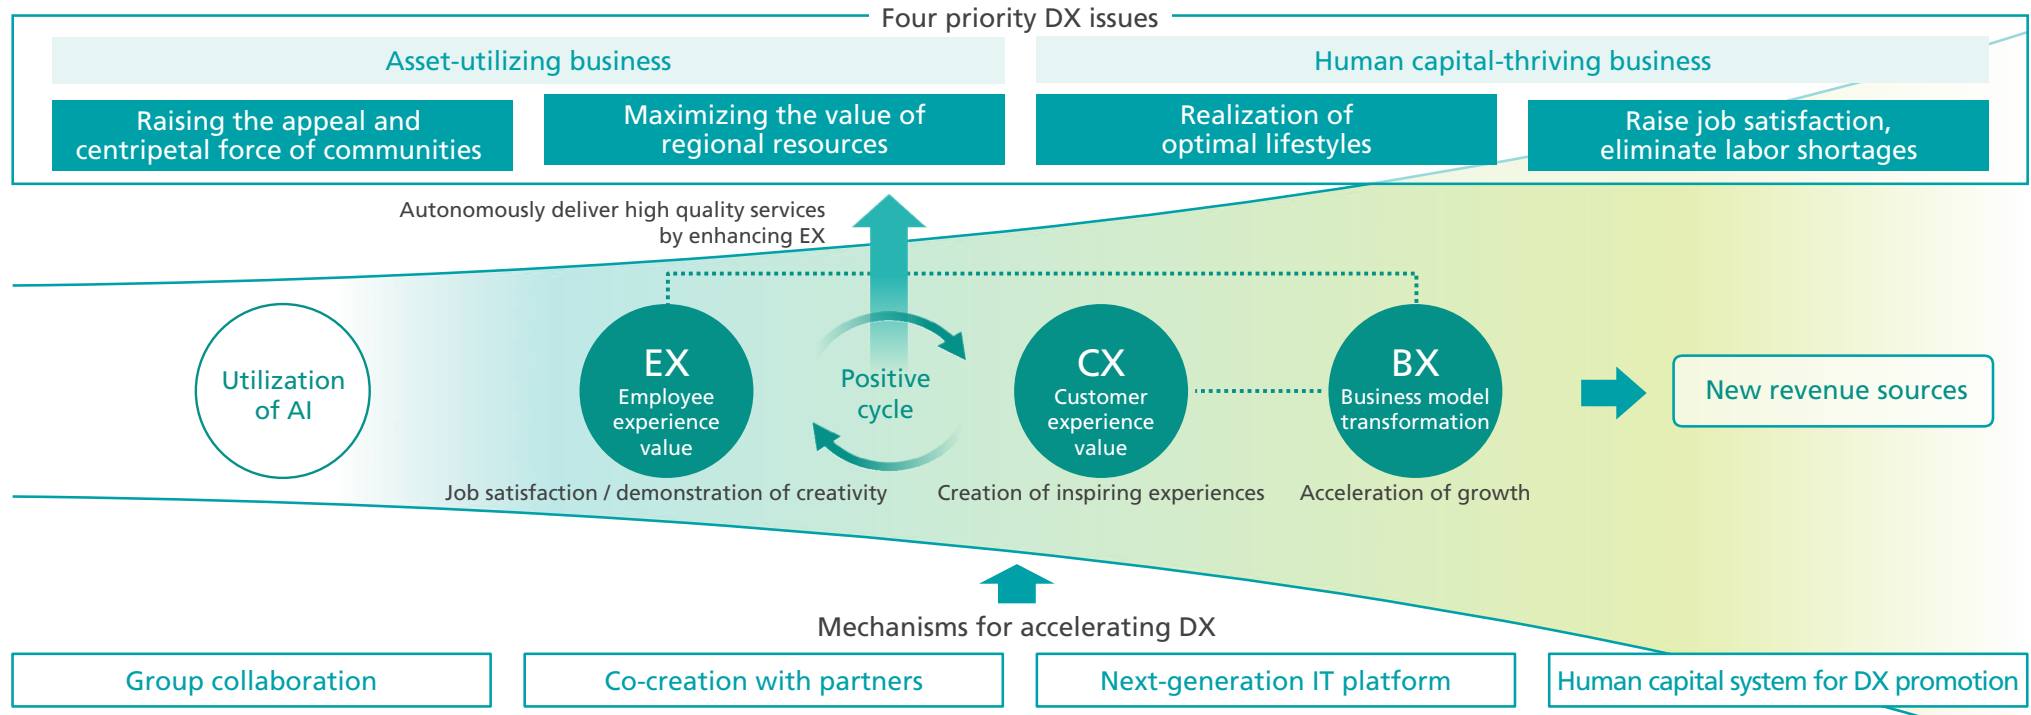 Four priority DX issues
Asset-utilizing business
Human capital-thriving business
Raising the appeal and
centripetal force of communities
Maximizing the value of
regional resources
Realization of
optimal lifestyles
Raise job satisfaction,
eliminate labor shortages
Autonomously deliver high quality services
by enhancing EX
Utilization
of AI
EX
Employee
experience
value
Job satisfaction / demonstration of creativity
Positive
cycle
CX
Customer
experience
value
Creation of inspiring experiences
BX
Business model
transformation
Acceleration of growth
New revenue sources
Mechanisms for accelerating DX
Group collaboration
Co-creation with partners
Next-generation IT platform
Human capital system for DX promotion